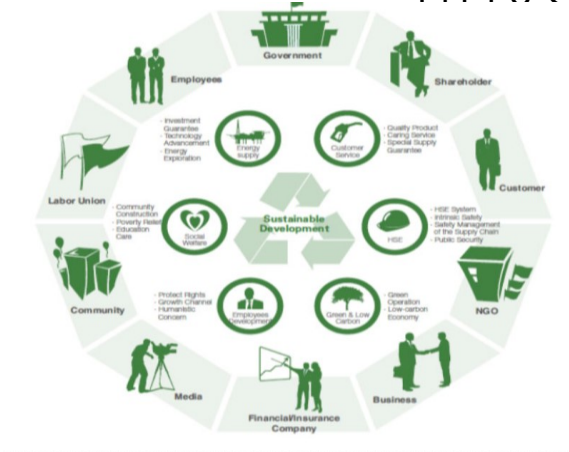 Government
Employees
Shareholder
- Investment
Guarantee
- Technology
Advancement
- Energy
Exploration
Energy
supply
Customer
Service
- Quality Product
- Caring Service
- Special Supply
Guarantee
Labor Union
Customer
- Community
Construction
- Poverty Relief
- Education
Care
Social
Welfare
Sustainable
Development
HSE
- HSE System
- Intrinsic Safety
- Safety Management
of the Supply Chain
- Public Security
Community
NGO
- Protect Rights
- Growth Channel
- Humanistic
Concern
Employees
Development
Green & Low
Carbon
- Green
Operation
- Low-carbon
Economy
Media
Business
Financial/Insurance
Company